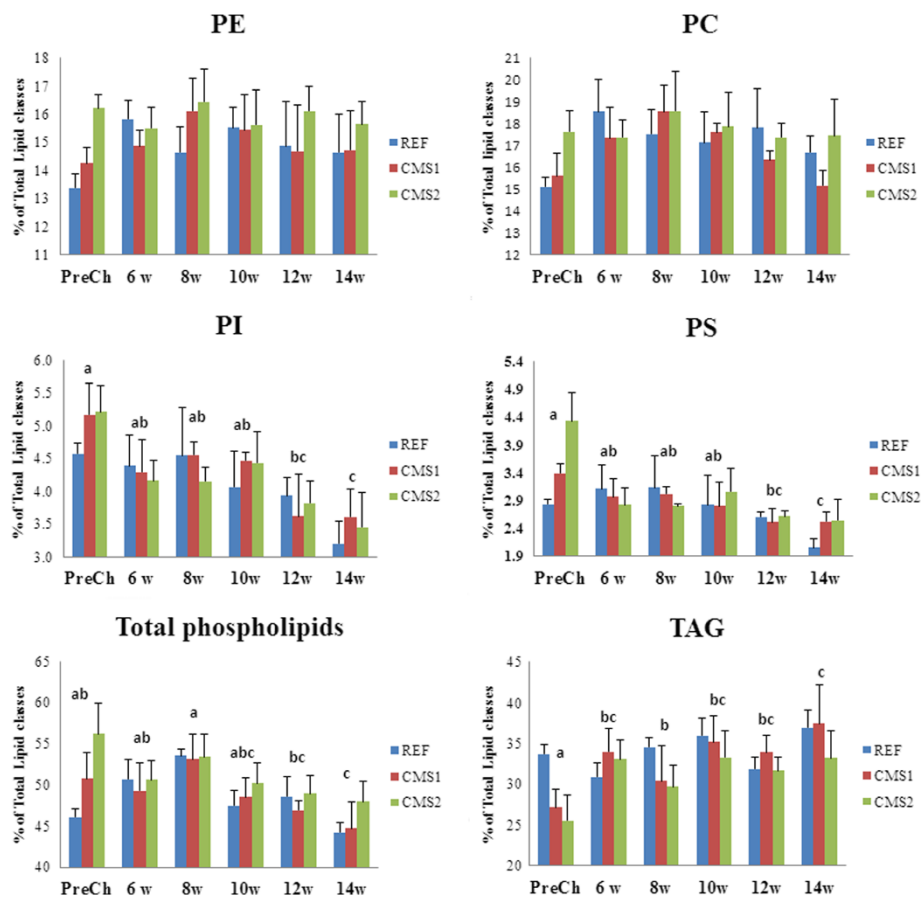 PE
% of Total Lipid classes
18
17
16
15
14
13
12
11
PreCh 6 w 8w 10w 12w 14w
REF
CMS1
CMS2
PC
% of Total Lipid classes
21
20
19
18
17
16
15
14
13
12
PreCh 6 w 8w 10w 12w 14w
REF
CMS1
CMS2
PI
% of Total Lipid classes
6.0
5.5
5.0
4.5
4.0
3.5
3.0
a ab ab ab bc c
PreCh 6 w 8w 10w 12w 14w
REF
CMS1
CMS2
PS
% of Total Lipid classes
5.4
4.9
4.4
3.9
3.4
2.9
2.4
1.9
a ab ab ab bc c
PreCh 6 w 8w 10w 12w 14w
REF
CMS1
CMS2
Total phospholipids
% of Total Lipid classes
65
60
55
50
45
40
ab ab a abc bc c
PreCh 6 w 8w 10w 12w 14w
REF
CMS1
CMS2
TAG
% of Total Lipid classes
45
40
35
30
25
20
a bc b bc bc c
PreCh 6 w 8w 10w 12w 14w
REF
CMS1
CMS2